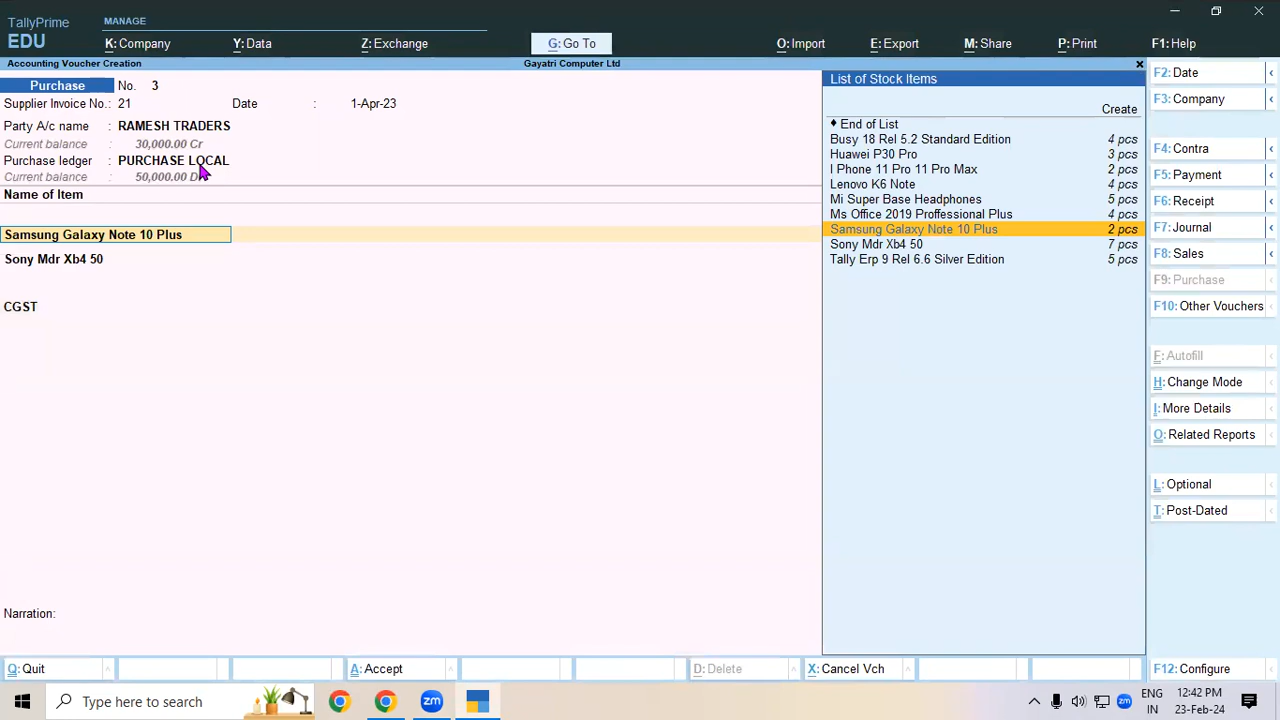 TallyPrime
EDU
MANAGE
K: Company
Y: Data
Z: Exchange
G: Go To
O: Import
E: Export
M: Share
P: Print
F1: Help
Accounting Voucher Creation
Gayatri Computer Ltd
Purchase No. 3
Supplier Invoice No.: 21 Date : 1-Apr-23
Party A/c name : RAMESH TRADERS
Current balance : 30,000.00 Cr
Purchase ledger : PURCHASE LOCAL
Current balance : 50,000.00 D
Name of Item
Samsung Galaxy Note 10 Plus
Sony Mdr Xb4 50
CGST
Narration:
List of Stock Items
Create
♦ End of List
Busy 18 Rel 5.2 Standard Edition 4 pcs
Huawei P30 Pro 3 pcs
I Phone 11 Pro 11 Pro Max 2 pcs
Lenovo K6 Note 4 pcs
Mi Super Base Headphones 5 pcs
Ms Office 2019 Proffessional Plus 4 pcs
Samsung Galaxy Note 10 Plus 2 pcs
Sony Mdr Xb4 50 7 pcs
Tally Erp 9 Rel 6.6 Silver Edition 5 pcs
F2: Date
F3: Company
F4: Contra
F5: Payment
F6: Receipt
F7: Journal
F8: Sales
F9: Purchase
F10: Other Vouchers
F: Autofill
H: Change Mode
I: More Details
O: Related Reports
L: Optional
T: Post-Dated
Q: Quit
A: Accept
D: Delete
X: Cancel Vch
F12: Configure
Type here to search
zm
zm
ENG
IN
12:42 PM
23-Feb-24